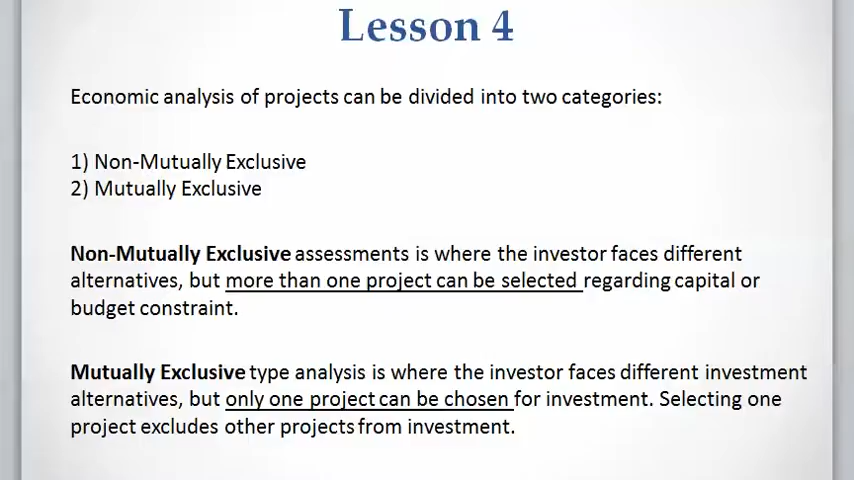 Lesson 4
Economic analysis of projects can be divided into two categories:
1) Non-Mutually Exclusive
2) Mutually Exclusive
Non-Mutually Exclusive assessments is where the investor faces different
alternatives, but more than one project can be selected regarding capital or
budget constraint.
Mutually Exclusive type analysis is where the investor faces different investment
alternatives, but only one project can be chosen for investment. Selecting one
project excludes other projects from investment.